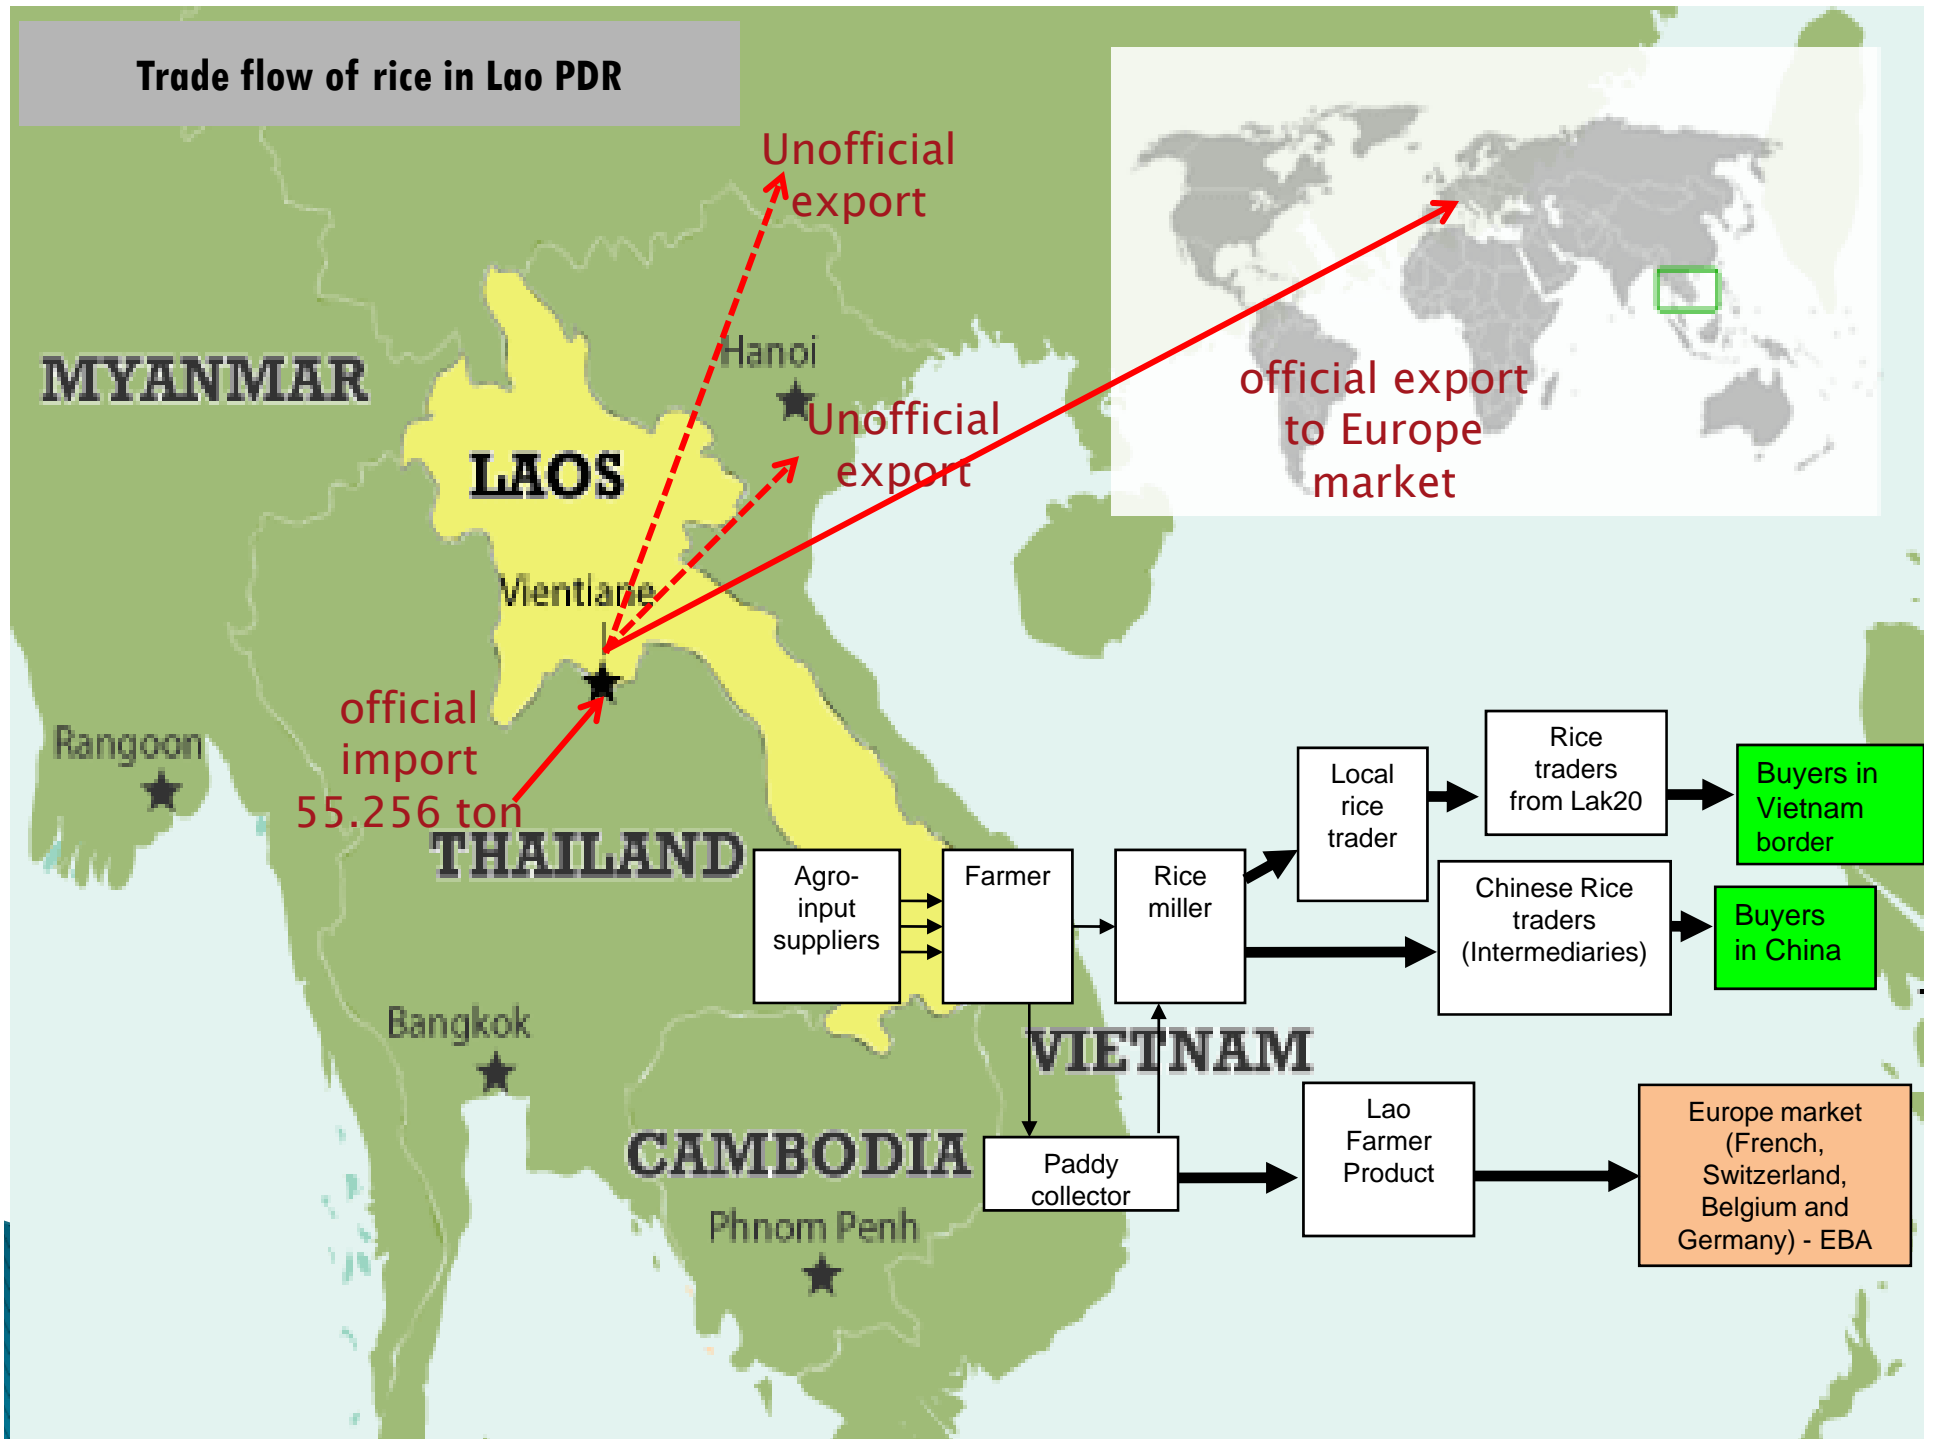 Trade flow of rice in Lao PDR
Unofficial
export
MYANMAR
Hanoi
Unofficial
export
official export
to Europe
market
LAOS
Vientiane
official
import
55.256 ton
Rangoon
THAILAND
Agro-
input
suppliers
Farmer
Rice
miller
Local
rice
trader
Rice
traders
from Lak20
Buyers in
Vietnam
border
Chinese Rice
traders
(Intermediaries)
Buyers
in China
Bangkok
VIETNAM
CAMBODIA
Paddy
collector
Lao
Farmer
Product
Europe market
(French,
Switzerland,
Belgium and
Germany) - EBA
Phnom Penh